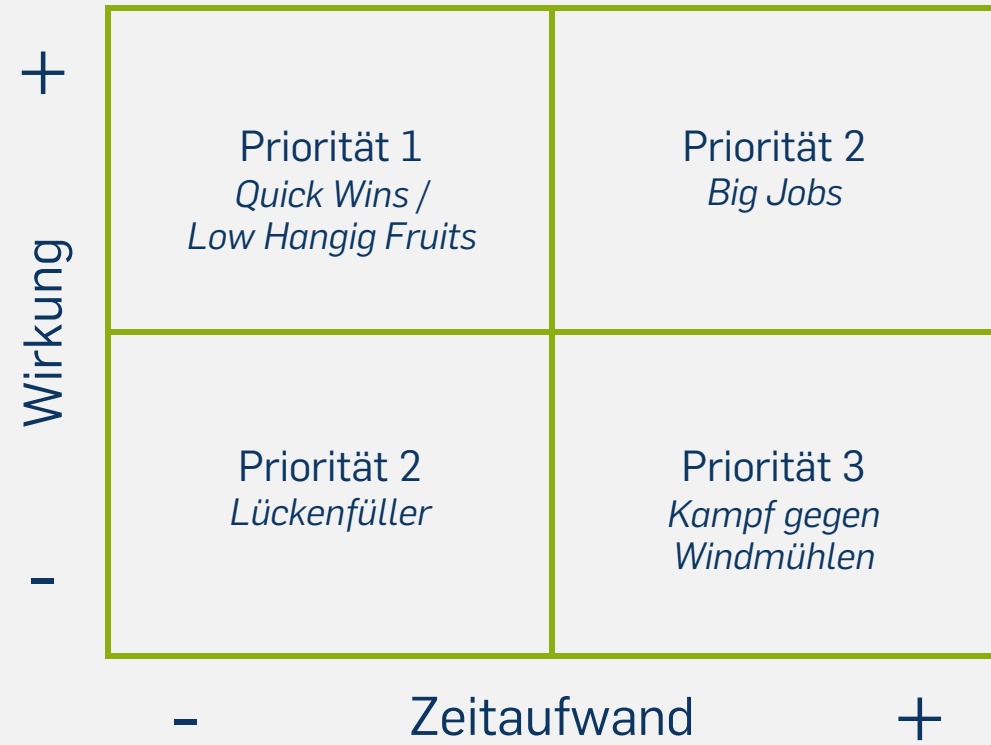 +
Wirkung
-
Priorität 1
Quick Wins /
Low Hangig Fruits
Priorität 2
Big Jobs
Priorität 2
Lückenfüller
Priorität 3
Kampf gegen
Windmühlen
- Zeitaufwand +